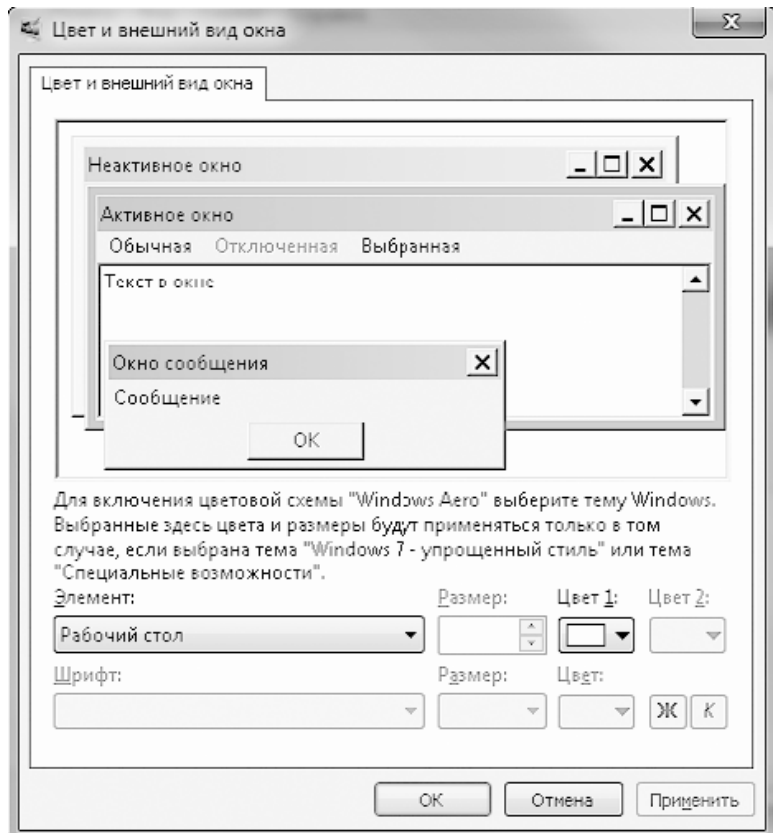 Цвет и внешний вид окна
Цвет и внешний вид окна
Неактивное окно
Активное окно
Обычная Отключенная Выбранная
Текст в окне
Окно сообщения
Сообщение
OK
Для включения цветовой схемы "Windows Aero" выберите тему Windows.
Выбранные здесь цвета и размеры будут применяться только в том
случае, если выбрана тема "Windows 7 - упрощенный стиль" или тема
"Специальные возможности".
Элемент: Размер: Цвет 1: Цвет 2:
Рабочий стол
Шрифт: Размер: Цвет:
Ж К
OK Отмена Применить